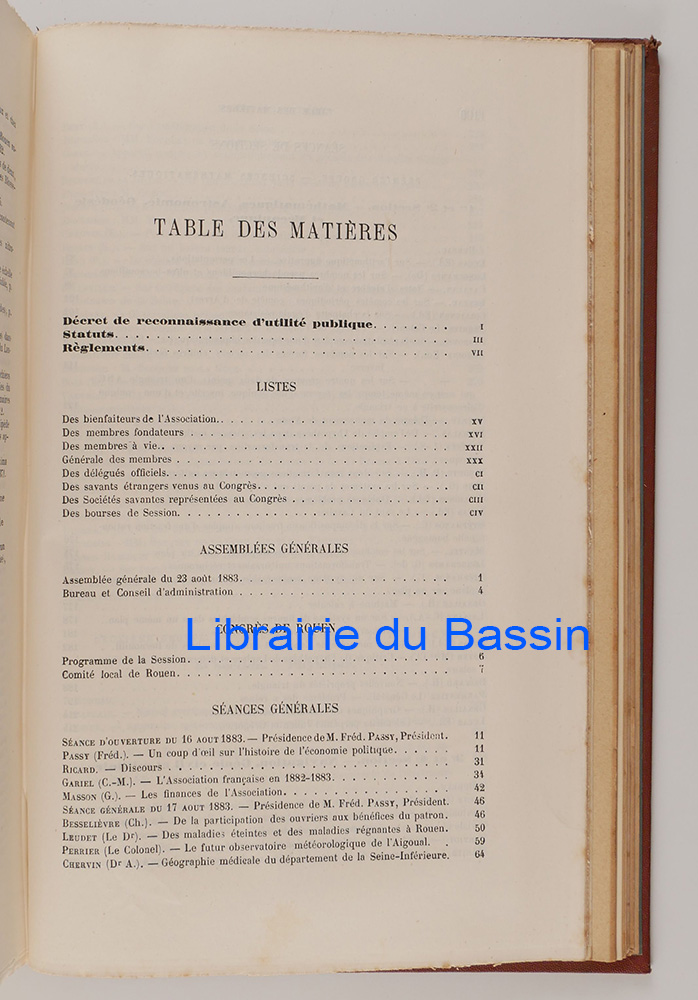 TABLE DES MATIÈRES
Décret de reconnaissance d'utilité publique. . . . . . . . I
Statuts. . . . . . . . . . . . . . . . . . . . . . . . . . . . . . III
Règlements. . . . . . . . . . . . . . . . . . . . . . . . . . . VII
LISTES
Des bienfaiteurs de l'Association. . . . . . . . . . . . . . . . . . XV
Des membres fondateurs . . . . . . . . . . . . . . . . . . . . . XVI
Des membres à vie. . . . . . . . . . . . . . . . . . . . . . . . XXII
Générale des membres . . . . . . . . . . . . . . . . . . . . . . XXX
Des délégués officiels. . . . . . . . . . . . . . . . . . . . . . . CI
Des savants étrangers venus au Congrès. . . . . . . . . . . . . . . CII
Des Sociétés savantes représentées au Congrès . . . . . . . . . . . . CIII
Des bourses de Session. . . . . . . . . . . . . . . . . . . . . . CIV
ASSEMBLÉES GÉNÉRALES
Assemblée générale du 23 août 1883. . . . . . . . . . . . . . . . . 1
Bureau et Conseil d'administration . . . . . . . . . . . . . . . . . 4
CONGRÈS DE ROUEN
Librairie du Bassin
Programme de la Session. . . . . . . . . . . . . . . . . . . . . 6
Comité local de Rouen. . . . . . . . . . . . . . . . . . . . . . 7
SÉANCES GÉNÉRALES
SÉANCE D'OUVERTURE DU 16 AOUT 1883. — Présidence de M. Fréd. PASSY, Président. 11
PASSY (Fréd.). — Un coup d'œil sur l'histoire de l'économie politique. . . . . . 11
RICARD. — Discours . . . . . . . . . . . . . . . . . . . . . . . 31
GARIEL (C.-M.). — L'Association française en 1882-1883. . . . . . . . . . . 34
MASSON (G.). — Les finances de l'Association. . . . . . . . . . . . . . . 42
SÉANCE GÉNÉRALE DU 17 AOUT 1883. — Présidence de M. Fréd. PASSY, Président. 46
BESSELIÈVRE (Ch.). — De la participation des ouvriers aux bénéfices du patron. 46
LEUDET (Le Dr). — Des maladies éteintes et des maladies régnantes à Rouen. 50
PERRIER (Le Colonel). — Le futur observatoire météorologique de l'Aigoual. . 59
CHERVIN (Dr A.). — Géographie médicale du département de la Seine-Inférieure. 64